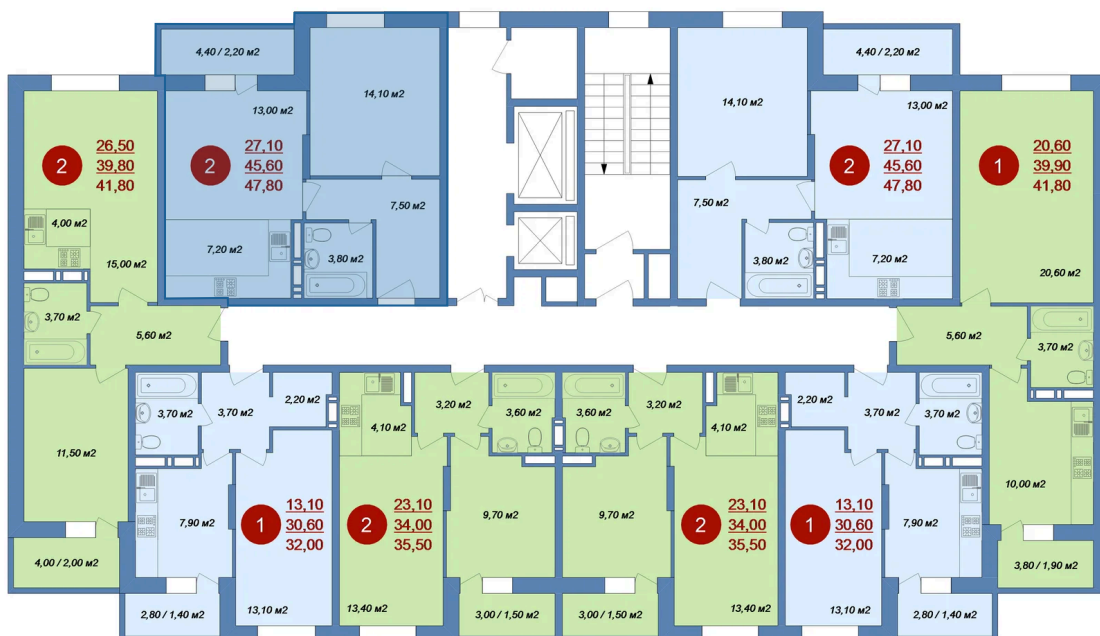 4,40 / 2,20 м2
14,10 м2
13,00 м2
2
27,10
45,60
47,80
7,50 м2
7,20 м2
3,80 м2
2
26,50
39,80
41,80
4,00 м2
15,00 м2
3,70 м2
5,60 м2
11,50 м2
4,00 / 2,00 м2
14,10 м2
4,40 / 2,20 м2
13,00 м2
2
27,10
45,60
47,80
7,50 м2
3,80 м2
7,20 м2
1
20,60
39,90
41,80
20,60 м2
5,60 м2
3,70 м2
10,00 м2
3,80 / 1,90 м2
3,70 м2
3,70 м2
2,20 м2
7,90 м2
1
13,10
30,60
32,00
13,10 м2
2,80 / 1,40 м2
4,10 м2
3,20 м2
3,60 м2
2
23,10
34,00
35,50
9,70 м2
13,40 м2
3,00 / 1,50 м2
3,60 м2
3,20 м2
4,10 м2
9,70 м2
2
23,10
34,00
35,50
3,00 / 1,50 м2
13,40 м2
2,20 м2
3,70 м2
3,70 м2
1
13,10
30,60
32,00
7,90 м2
13,10 м2
2,80 / 1,40 м2